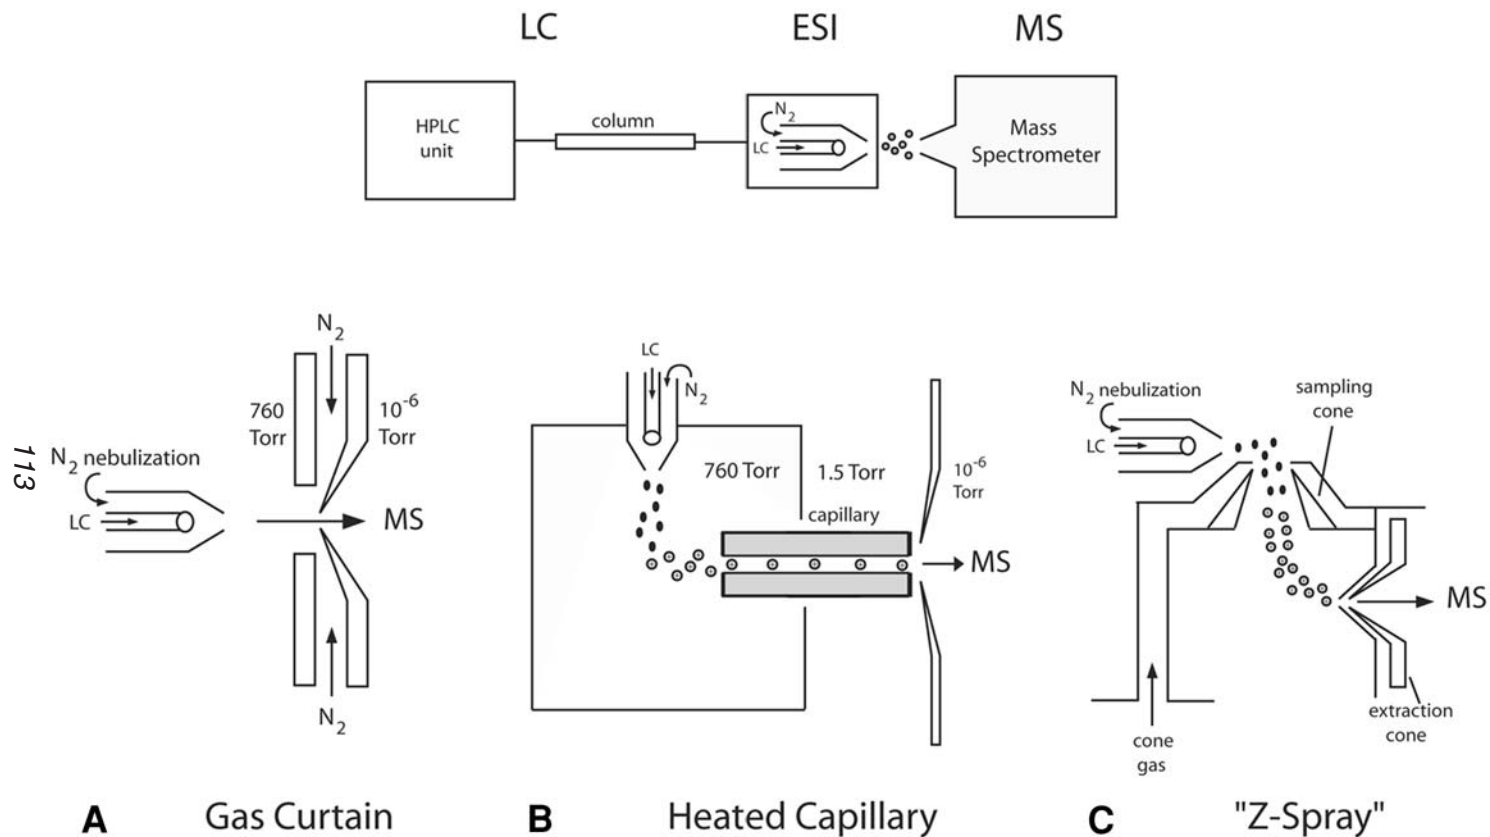 LC ESI MS
HPLC
unit
column
N2
LC
Mass
Spectrometer
113
N2
760
Torr
10-6
Torr
N2 nebulization
LC
MS
N2
A Gas Curtain
LC
N2
760 Torr
1.5 Torr
10-6
Torr
capillary
MS
B Heated Capillary
N2 nebulization
LC
sampling
cone
MS
extraction
cone
cone
gas
C "Z-Spray"